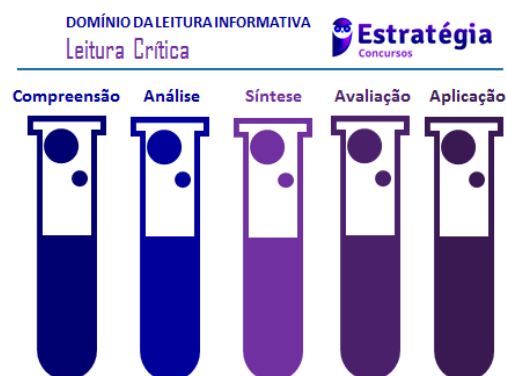 DOMÍNIO DA LEITURA INFORMATIVA
Leitura Crítica
Estratégia
Concursos
Compreensão Análise Síntese Avaliação Aplicação